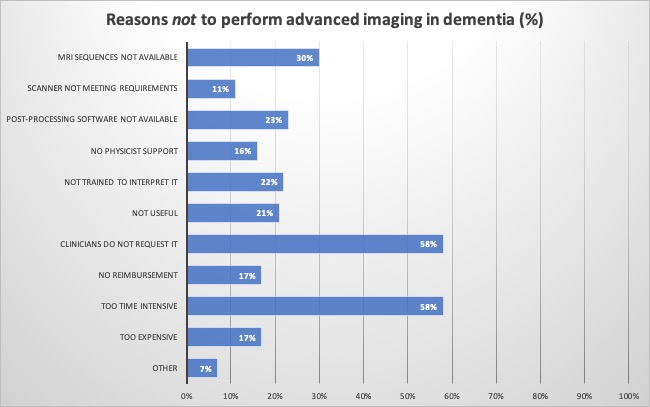 Reasons not to perform advanced imaging in dementia (%)
MRI SEQUENCES NOT AVAILABLE 30%
SCANNER NOT MEETING REQUIREMENTS 11%
POST-PROCESSING SOFTWARE NOT AVAILABLE 23%
NO PHYSICIST SUPPORT 16%
NOT TRAINED TO INTERPRET IT 22%
NOT USEFUL 21%
CLINICIANS DO NOT REQUEST IT 58%
NO REIMBURSEMENT 17%
TOO TIME INTENSIVE 58%
TOO EXPENSIVE 17%
OTHER 7%
0% 10% 20% 30% 40% 50% 60% 70% 80% 90% 100%